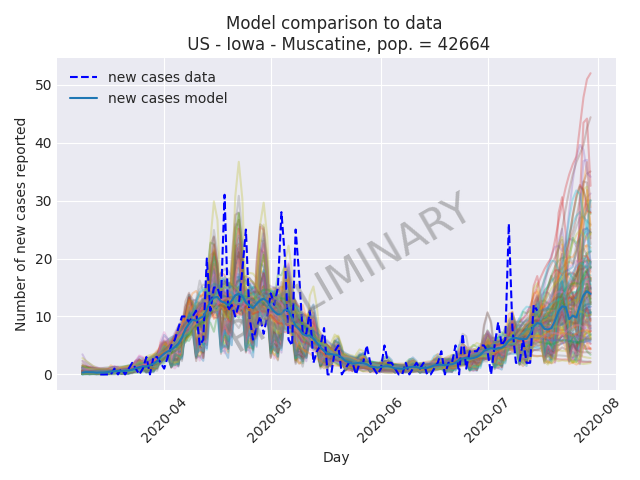 Model comparison to data
US - Iowa - Muscatine, pop. = 42664
new cases data
new cases model
Number of new cases reported
50
40
30
20
10
0
IMINARY
2020-04
2020-05
2020-06
2020-07
2020-08
Day